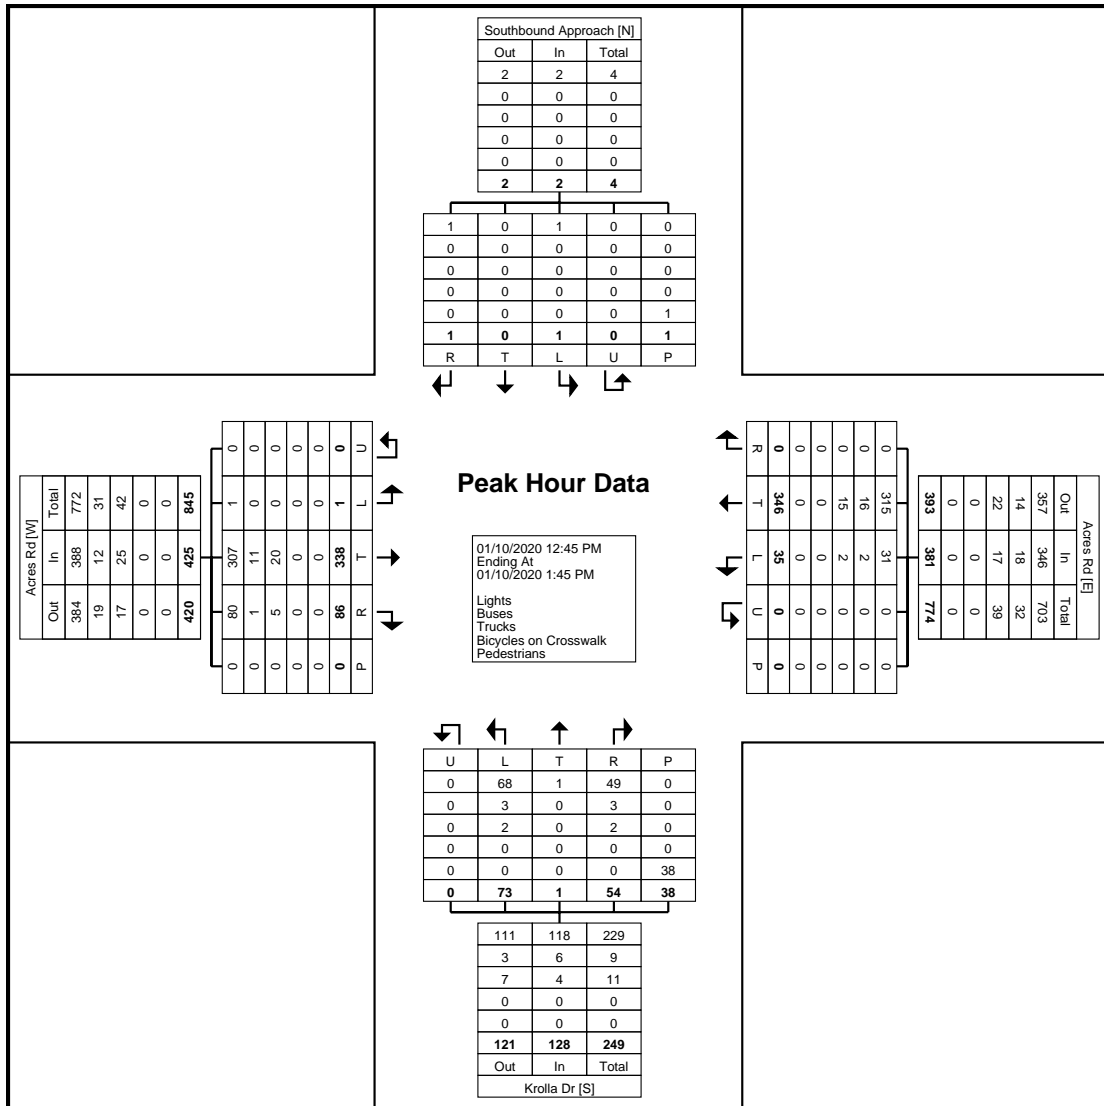 Southbound Approach [N]
Out In Total
2 2 4
0 0 0
0 0 0
0 0 0
0 0 0
2 2 4
1 0 1 0 0
0 0 0 0 0
0 0 0 0 0
0 0 0 0 0
0 0 0 0 1
1 0 1 0 1
R T L U P
Acres Rd [W]
Total In Out
772 388 384
31 12 19
42 25 17
0 0 0
0 0 0
845 425 420
0 1 307 80 0
0 0 11 1 0
0 0 20 5 0
0 0 0 0 0
0 0 0 0 0
0 1 338 86 0
U L T R P
Peak Hour Data
01/10/2020 12:45 PM
Ending At
01/10/2020 1:45 PM
Lights
Buses
Trucks
Bicycles on Crosswalk
Pedestrians
Acres Rd [E]
Out In Total
357 346 703
14 18 32
22 17 39
0 0 0
0 0 0
393 381 774
0 315 31 0 0
0 16 2 0 0
0 15 2 0 0
0 0 0 0 0
0 0 0 0 0
0 346 35 0 0
R T L U P
U L T R P
0 68 1 49 0
0 3 0 3 0
0 2 0 2 0
0 0 0 0 0
0 0 0 0 38
0 73 1 54 38
111 118 229
3 6 9
7 4 11
0 0 0
0 0 0
121 128 249
Out In Total
Krolla Dr [S]